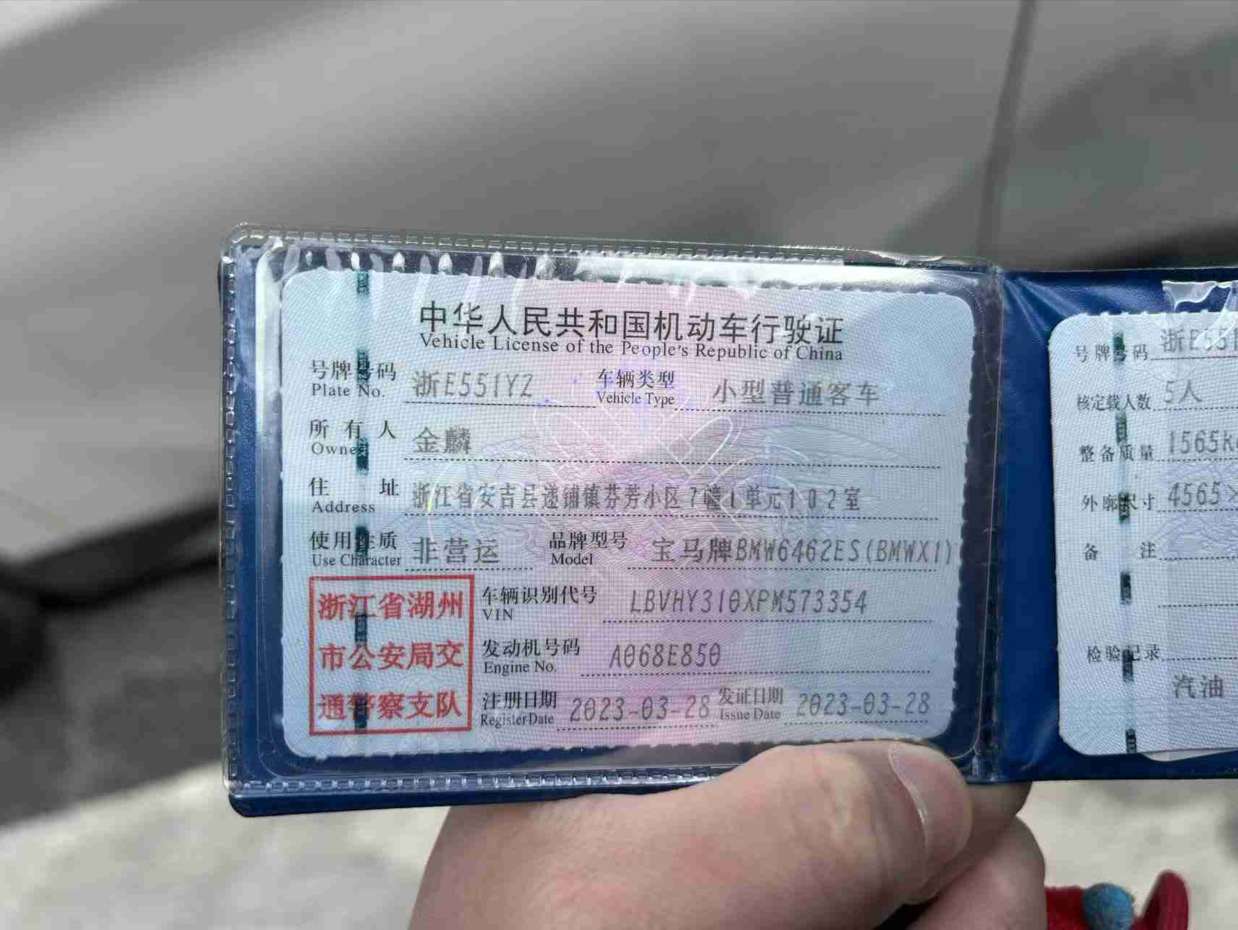 中华人民共和国机动车行驶证
Vehicle License of the People's Republic of China
号牌号码 浙E551YZ 车辆类型 小型普通客车
Plate No. Vehicle Type
所有人 金麟
Owner
住址 浙江省安吉县递铺镇芬芳小区7幢1单元102室
Address
使用性质 非营运 品牌型号 宝马牌BMW6462ES(BMWX1)
Use Character Model
浙江省湖州
市公安局交
通警察支队
车辆识别代号 LBVHY310XPM573354
VIN
发动机号码 A068E850
Engine No.
注册日期 2023-03-28 发证日期 2023-03-28
Register Date Issue Date
号牌号码 浙E551
核定载人数 5人
整备质量 1565k
外廓尺寸 4565×
备注
检验记录
汽油